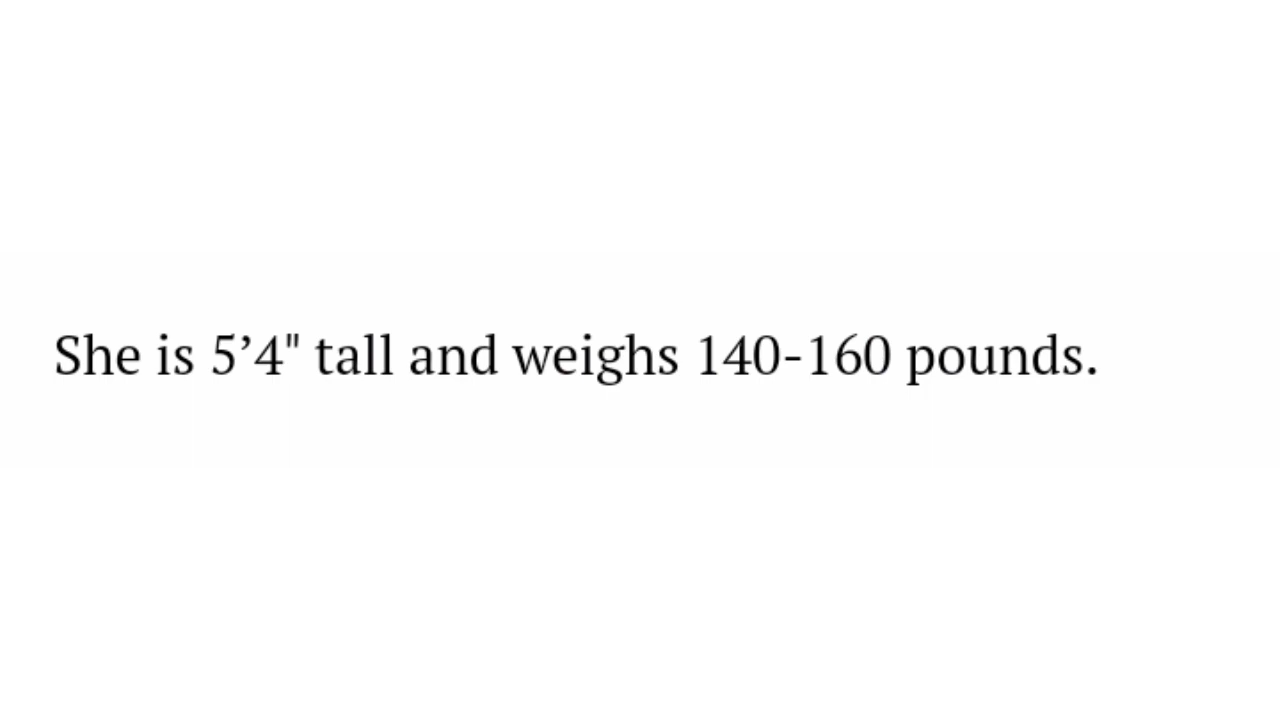 She is 5’4" tall and weighs 140-160 pounds.